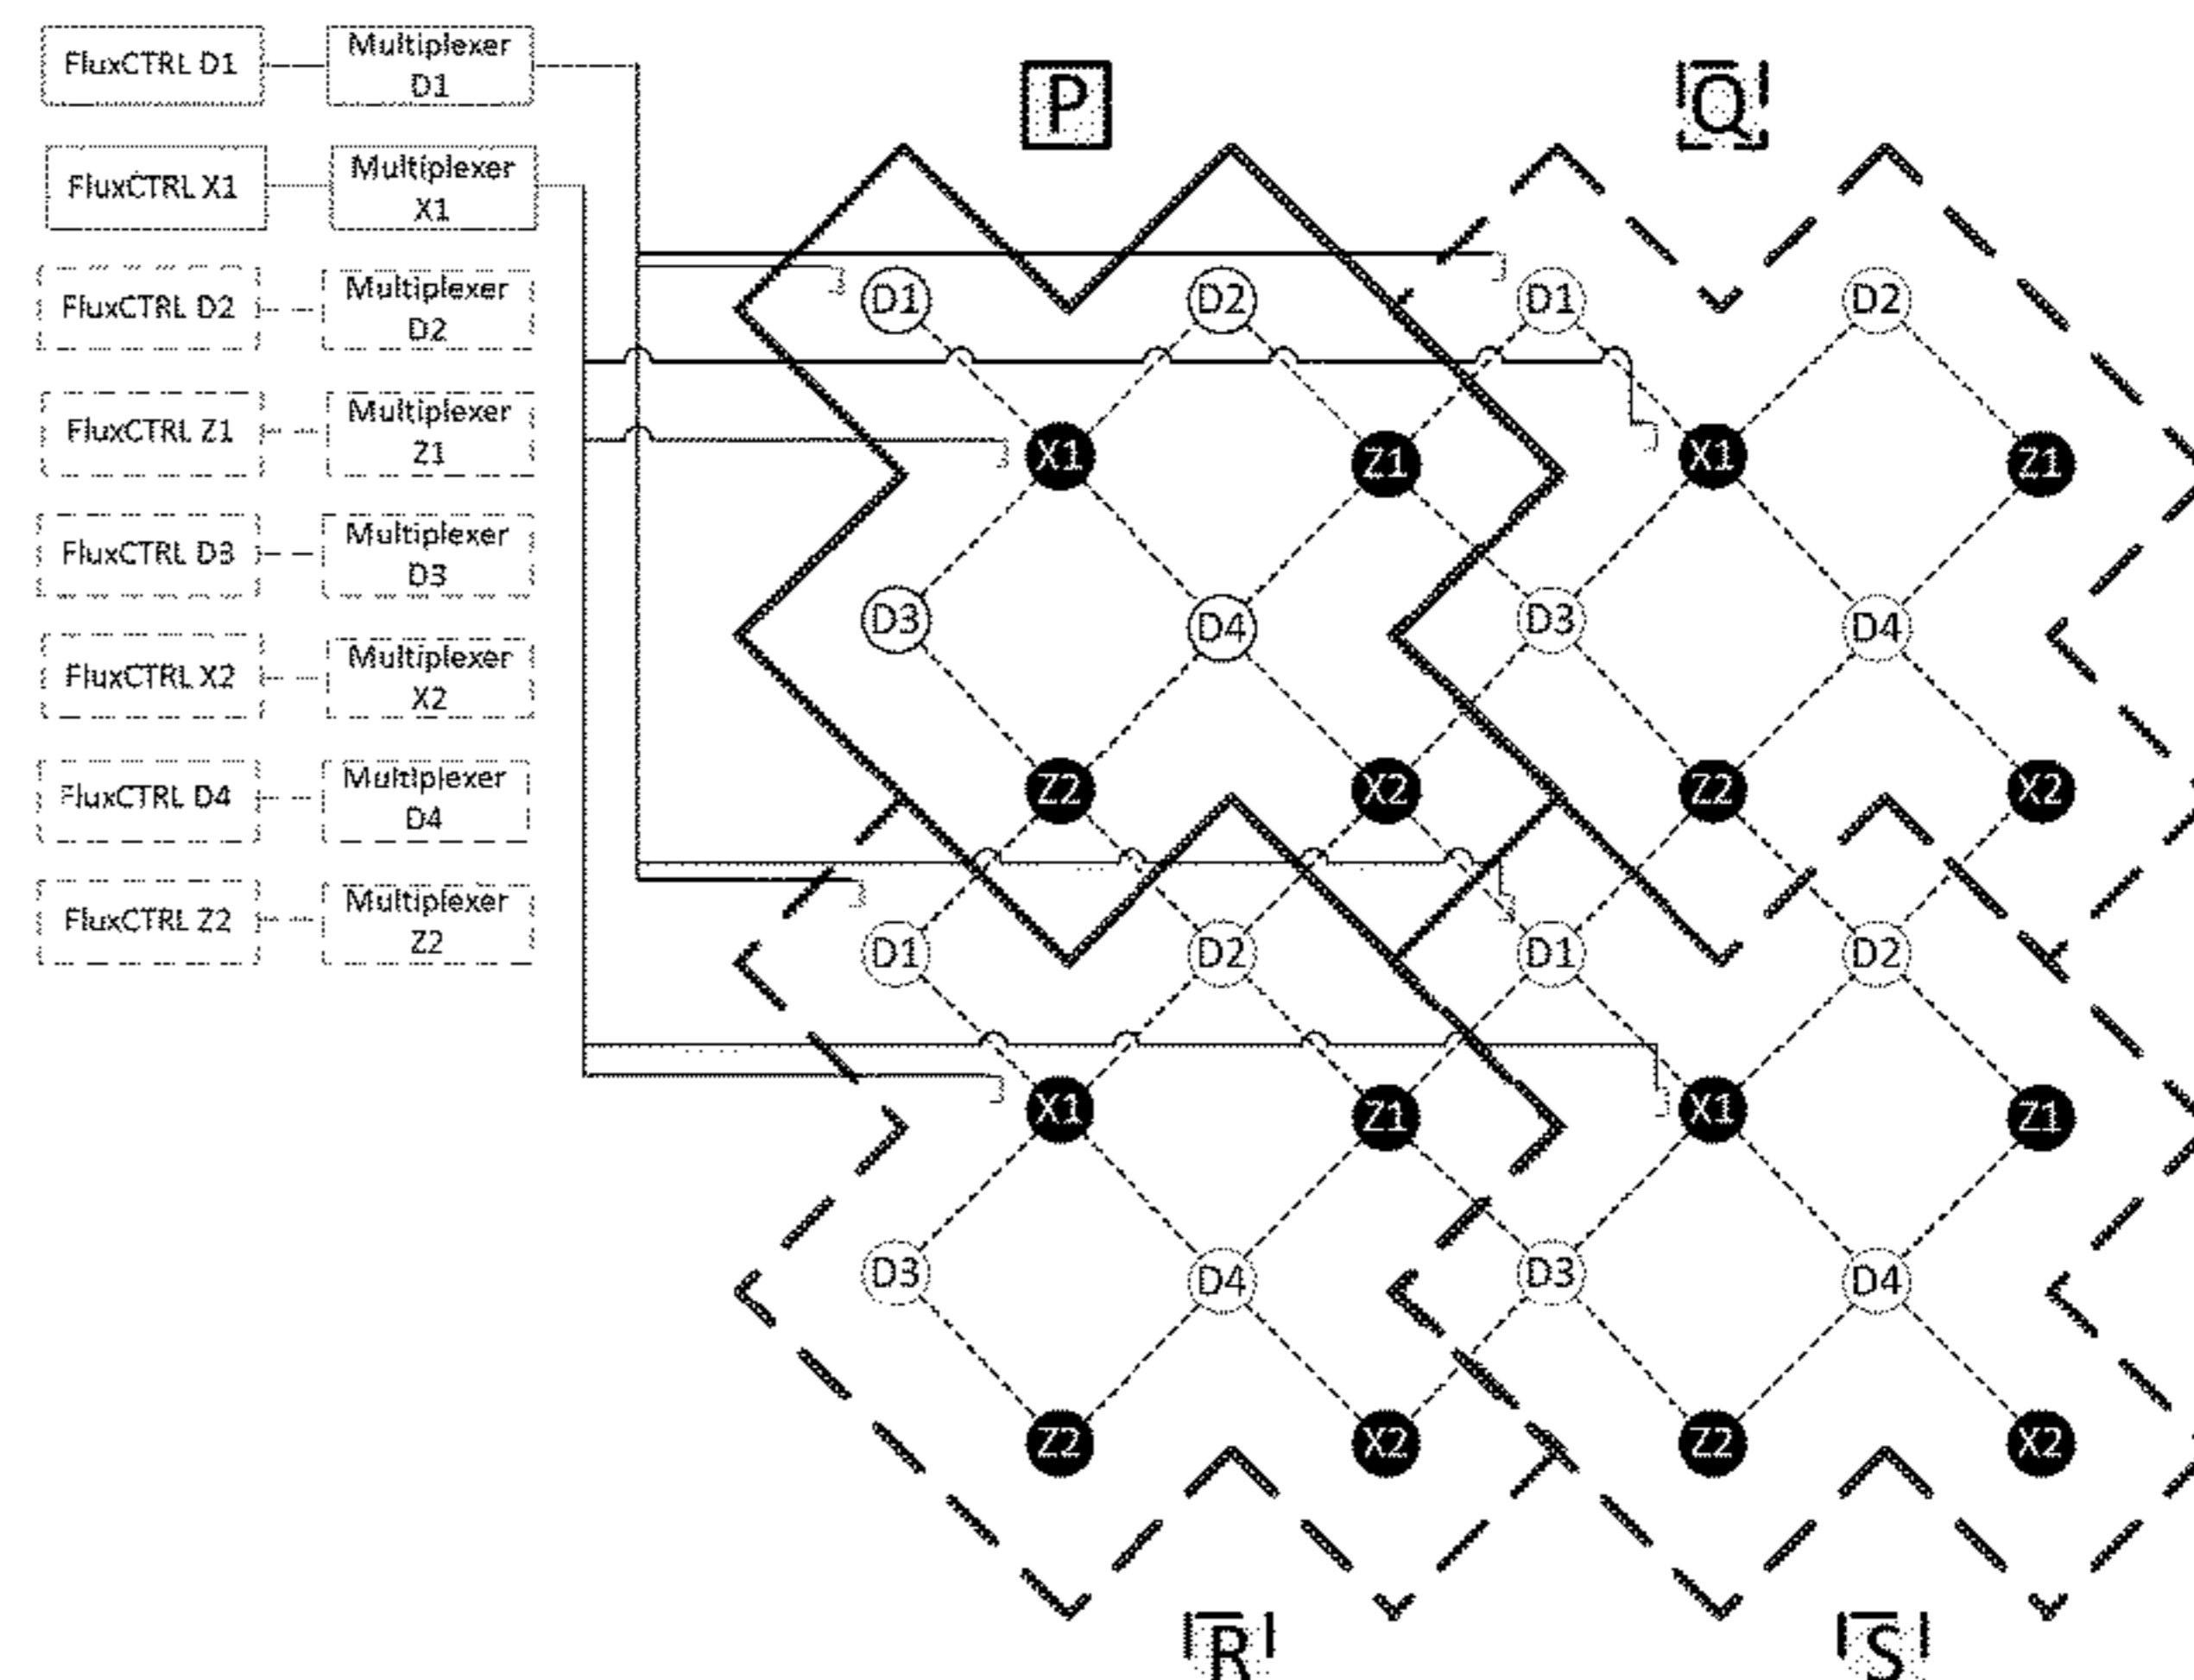 FluxCTRL D1
Multiplexer
D1
FluxCTRL X1
Multiplexer
X1
FluxCTRL D2
Multiplexer
D2
FluxCTRL Z1
Multiplexer
Z1
FluxCTRL D3
Multiplexer
D3
FluxCTRL X2
Multiplexer
X2
FluxCTRL D4
Multiplexer
D4
FluxCTRL Z2
Multiplexer
Z2
P Q
D1 D2 D1 D2
X1 Z1 X1 Z1
D3 D4 D3 D4
Z2 X2 Z2 X2
D1 D2 D1 D2
X1 Z1 X1 Z1
D3 D4 D3 D4
Z2 X2 Z2 X2
R S